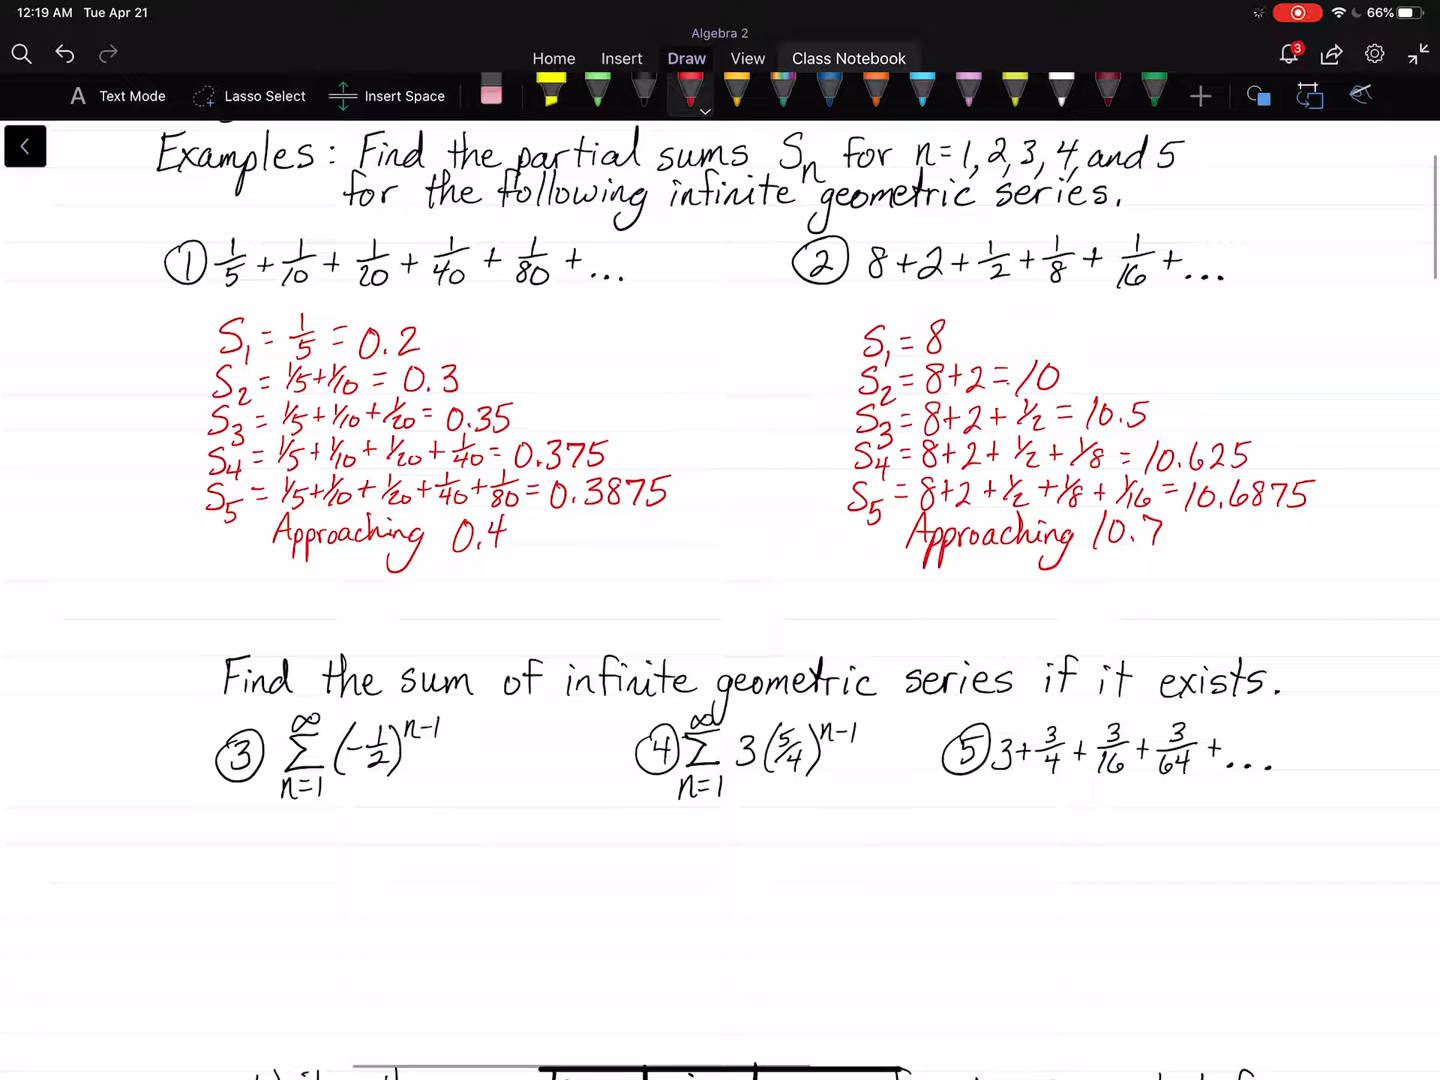 12:19 AM Tue Apr 21
66%
Algebra 2
Home Insert Draw View Class Notebook
3
Text Mode Lasso Select Insert Space
Examples: Find the partial sums Sₙ for n=1, 2, 3, 4, and 5
for the following infinite geometric series.
① 1/5 + 1/10 + 1/20 + 1/40 + 1/80 + ...
② 8+2+1/2+1/8+1/16+...
S₁ = 1/5 = 0.2
S₂ = 1/5+1/10 = 0.3
S₃ = 1/5+1/10+1/20 = 0.35
S₄ = 1/5+1/10+1/20+1/40 = 0.375
S₅ = 1/5+1/10+1/20+1/40+1/80 = 0.3875
Approaching 0.4
S₁ = 8
S₂ = 8+2 = 10
S₃ = 8+2+1/2 = 10.5
S₄ = 8+2+1/2+1/8 = 10.625
S₅ = 8+2+1/2+1/8+1/16 = 10.6875
Approaching 10.7
Find the sum of infinite geometric series if it exists.
③ ∞ Σ n=1 (-1/2)ⁿ⁻¹
④ ∞ Σ n=1 3(5/4)ⁿ⁻¹
⑤ 3+3/4+3/16+3/64+...